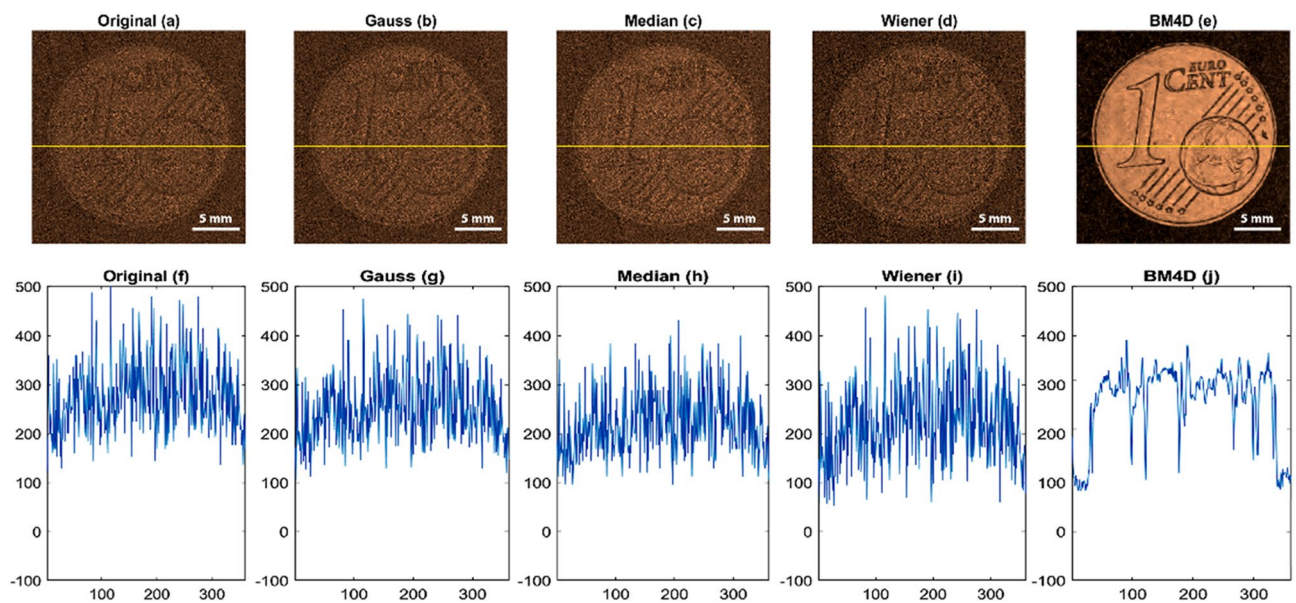 Original (a) Gauss (b) Median (c) Wiener (d) BM4D (e)
CENT CENT CENT 1 EURO CENT
5 mm 5 mm 5 mm 5 mm 5 mm
Original (f) Gauss (g) Median (h) Wiener (i) BM4D (j)
500 500 500 500 500
400 400 400 400 400
300 300 300 300 300
200 200 200 200 200
100 100 100 100 100
0 0 0 0 0
-100 -100 -100 -100 -100
100 200 300 100 200 300 100 200 300 100 200 300 100 200 300